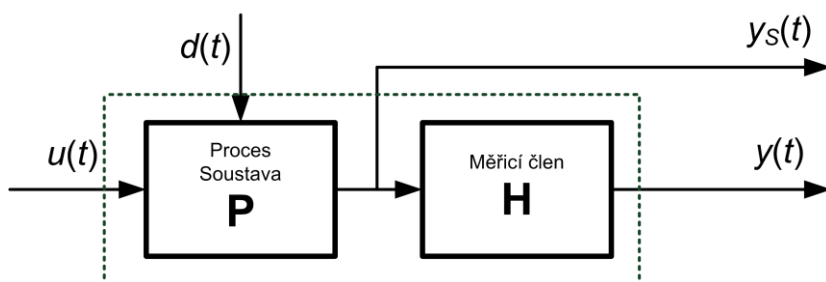 y_S(t)
d(t)
Proces
Soustava
P
Měřicí člen
H
u(t)
y(t)